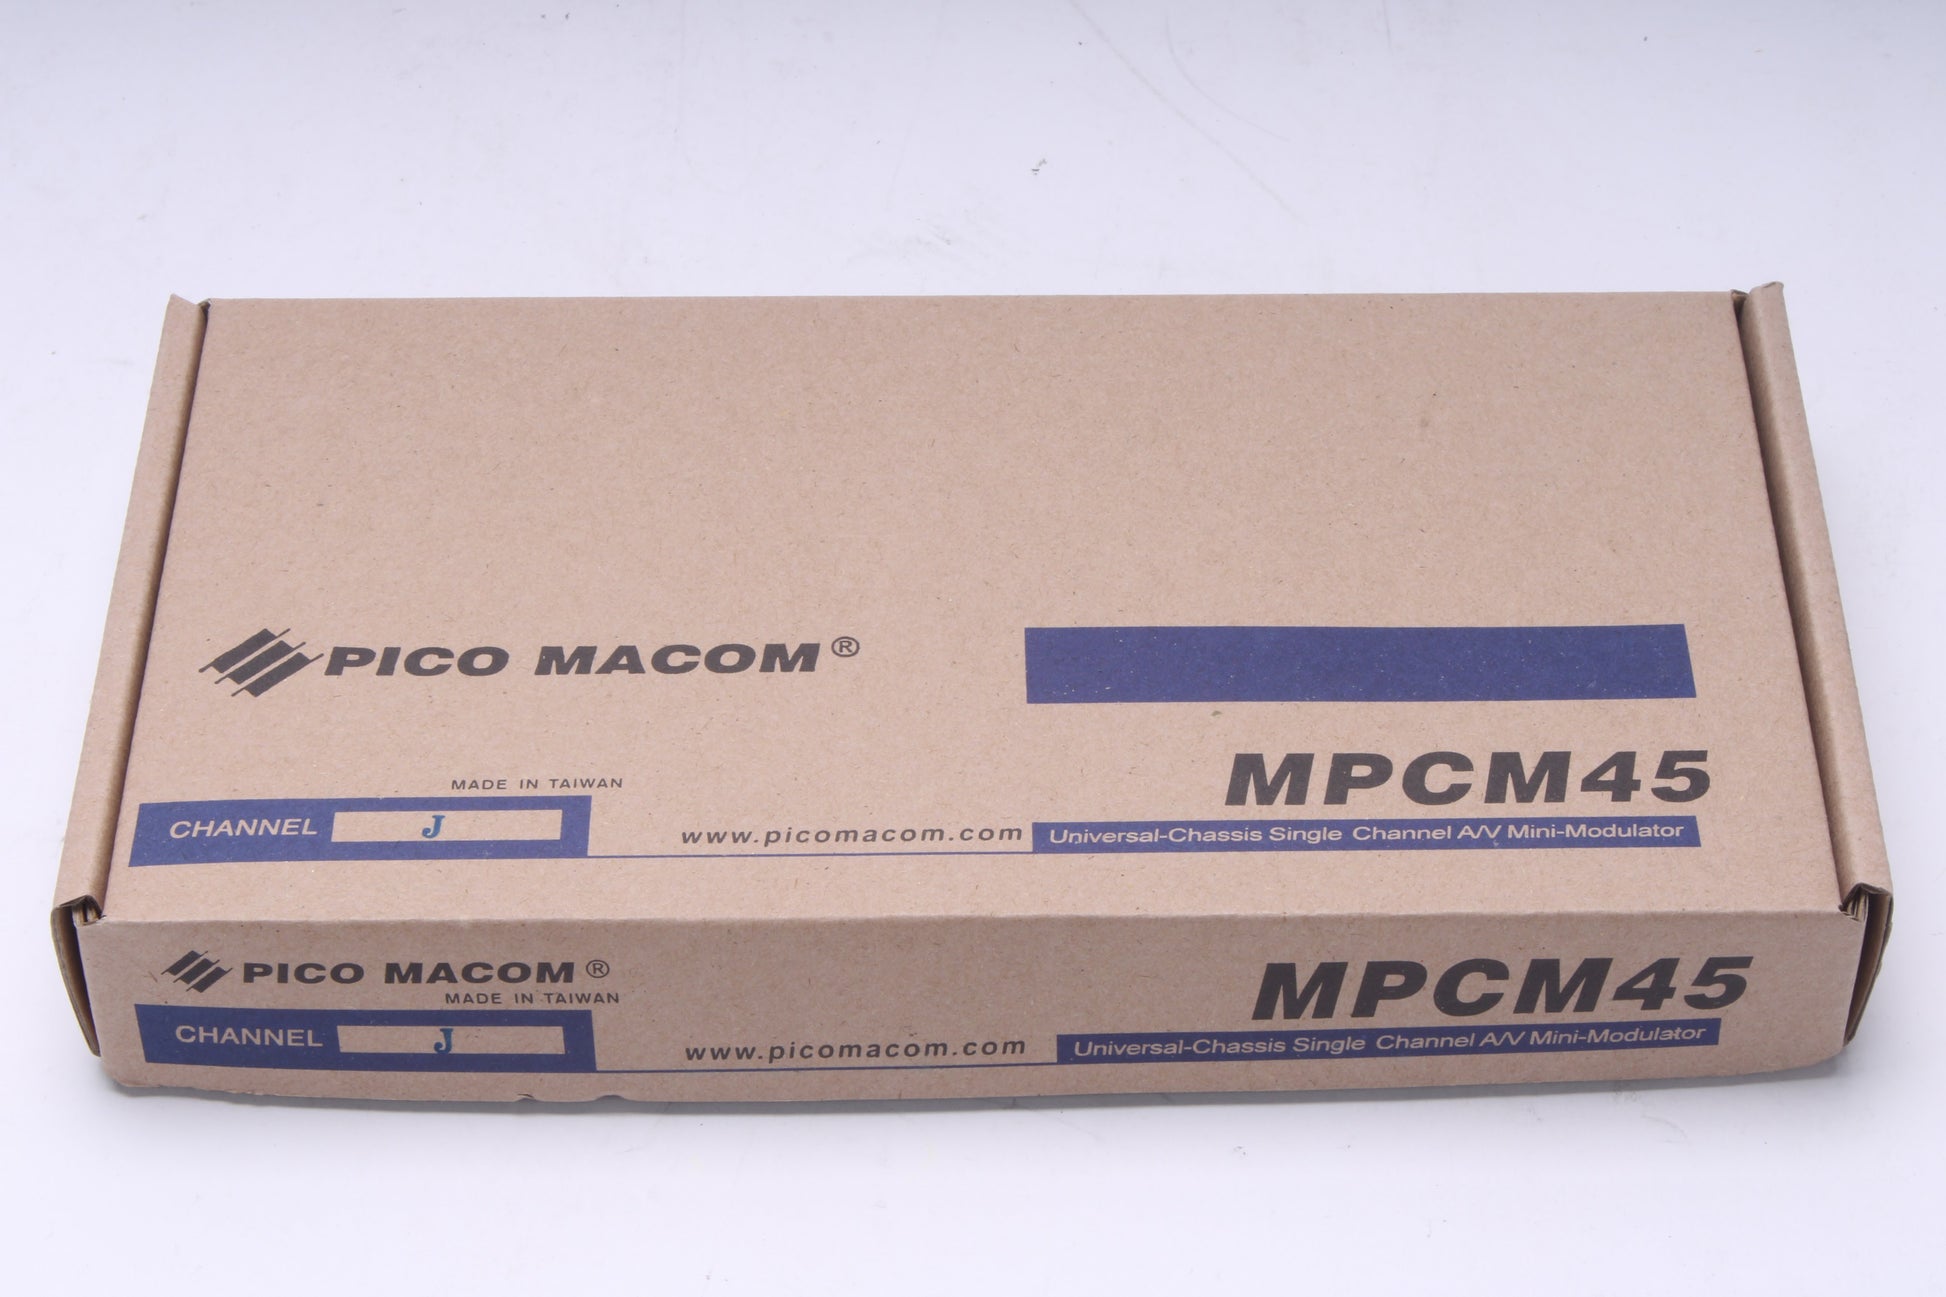 PICO MACOM®
MPCM45
MADE IN TAIWAN
CHANNEL J
www.picomacom.com
Universal-Chassis Single Channel A/V Mini-Modulator
PICO MACOM®
MADE IN TAIWAN
MPCM45
CHANNEL J
www.picomacom.com
Universal-Chassis Single Channel A/V Mini-Modulator